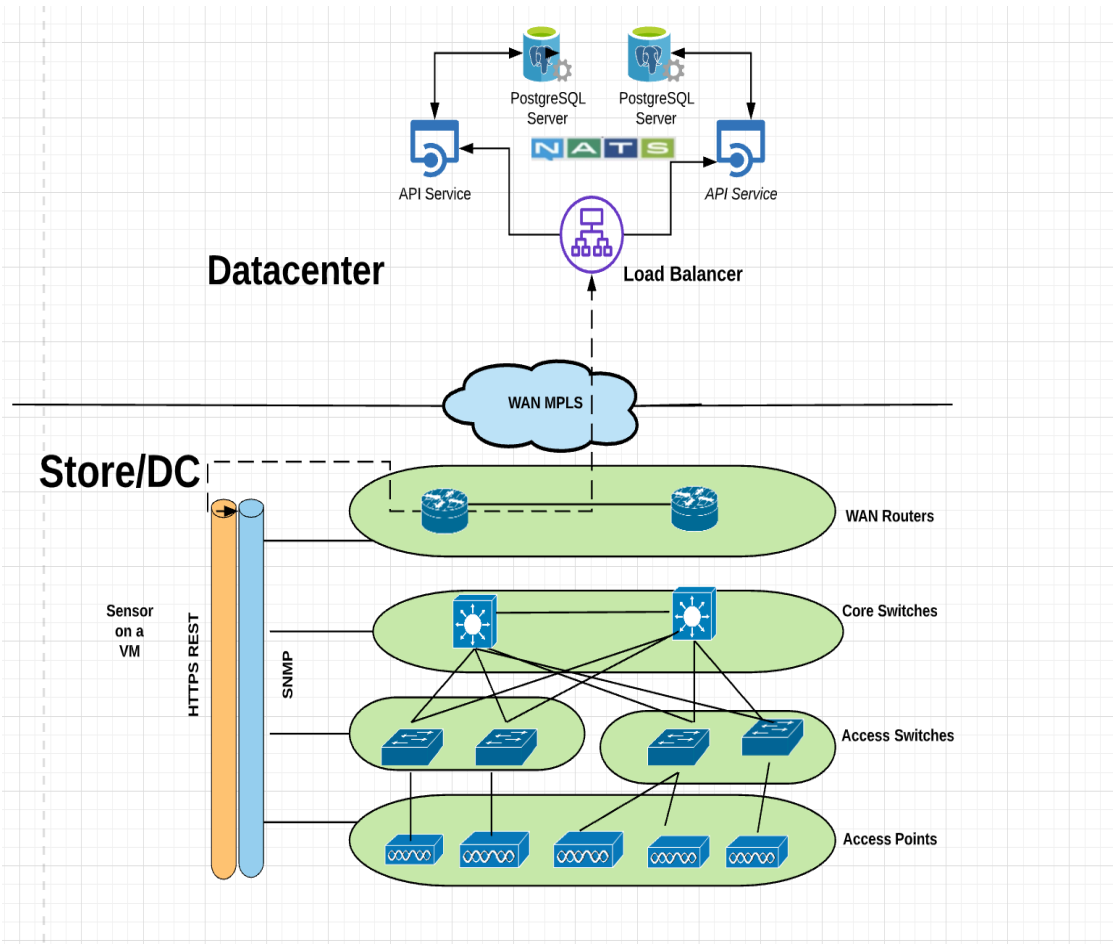 PostgreSQL
Server
PostgreSQL
Server
NATS
API Service
API Service
Load Balancer
Datacenter
WAN MPLS
Store/DC
WAN Routers
Sensor
on a
VM
HTTPS REST
SNMP
Core Switches
Access Switches
Access Points